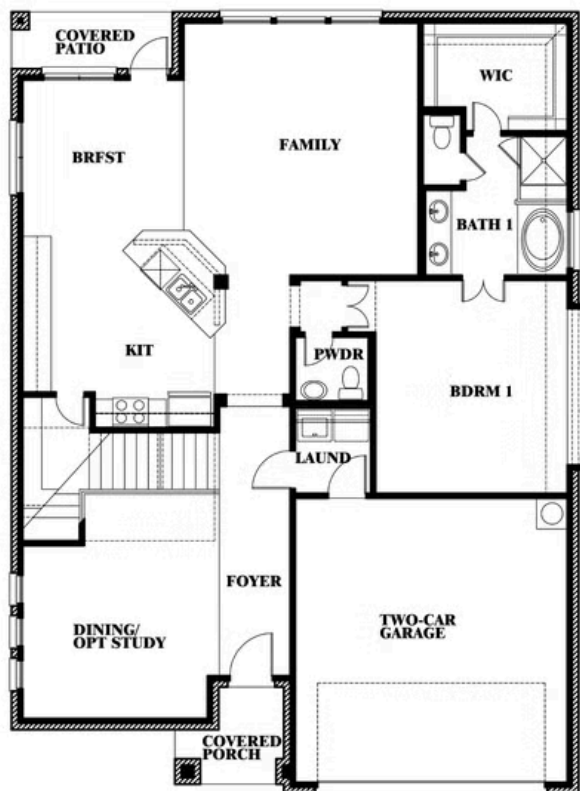 COVERED
PATIO
WIC
BRFST
FAMILY
BATH 1
KIT
PWDR
BDRM 1
LAUND
FOYER
DINING/
OPT STUDY
TWO-CAR
GARAGE
COVERED
PORCH